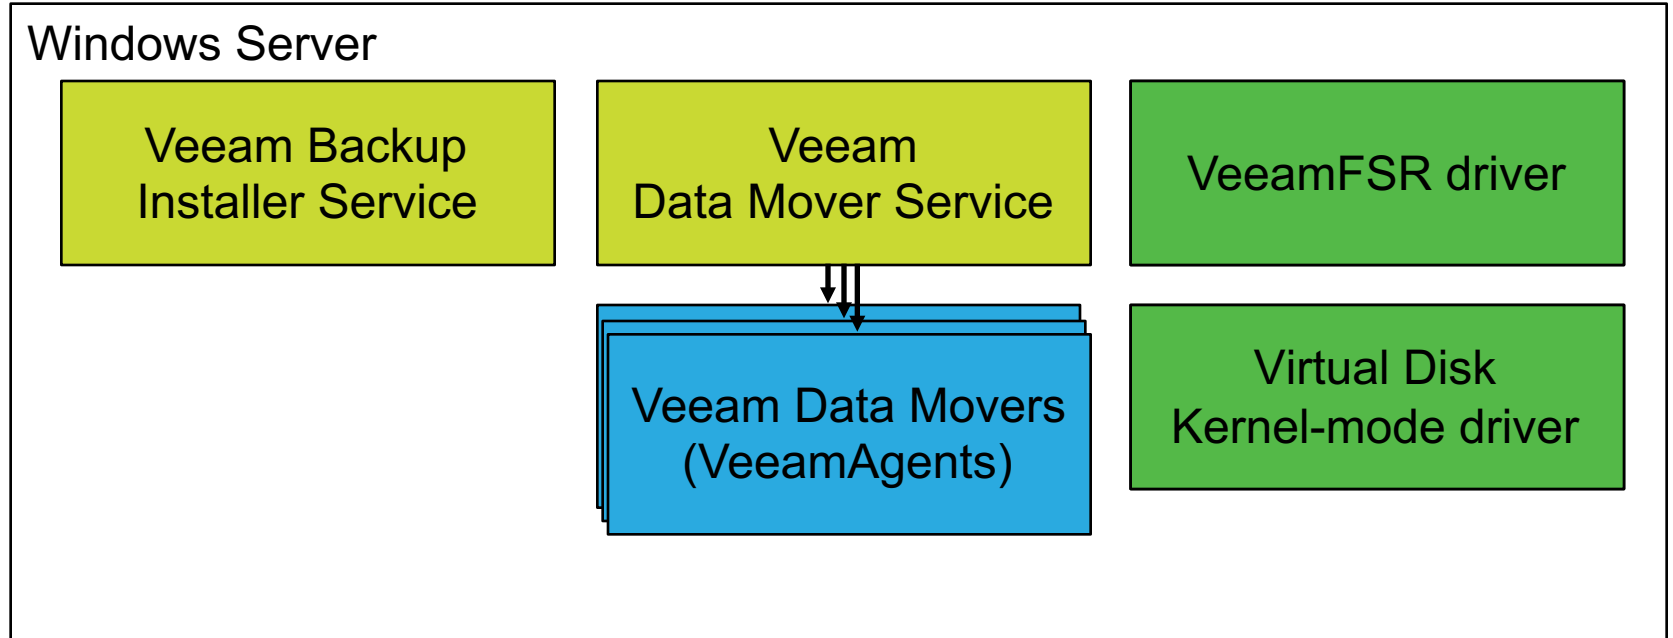 Windows Server
Veeam Backup
Installer Service
Veeam
Data Mover Service
VeeamFSR driver
Veeam Data Movers
(VeeamAgents)
Virtual Disk
Kernel-mode driver